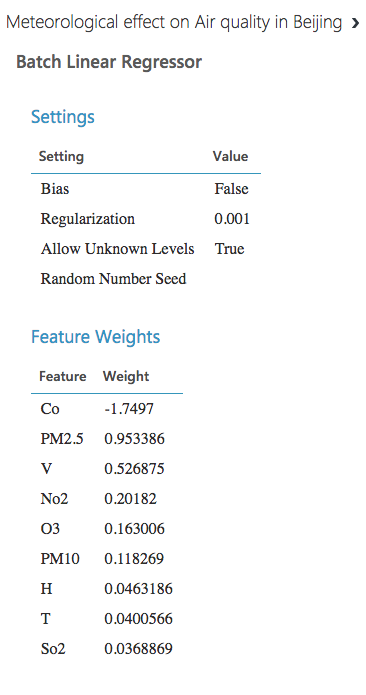 Meteorological effect on Air quality in Beijing ›
Batch Linear Regressor
Settings
Setting Value
Bias False
Regularization 0.001
Allow Unknown Levels True
Random Number Seed
Feature Weights
Feature Weight
Co -1.7497
PM2.5 0.953386
V 0.526875
No2 0.20182
O3 0.163006
PM10 0.118269
H 0.0463186
T 0.0400566
So2 0.0368869